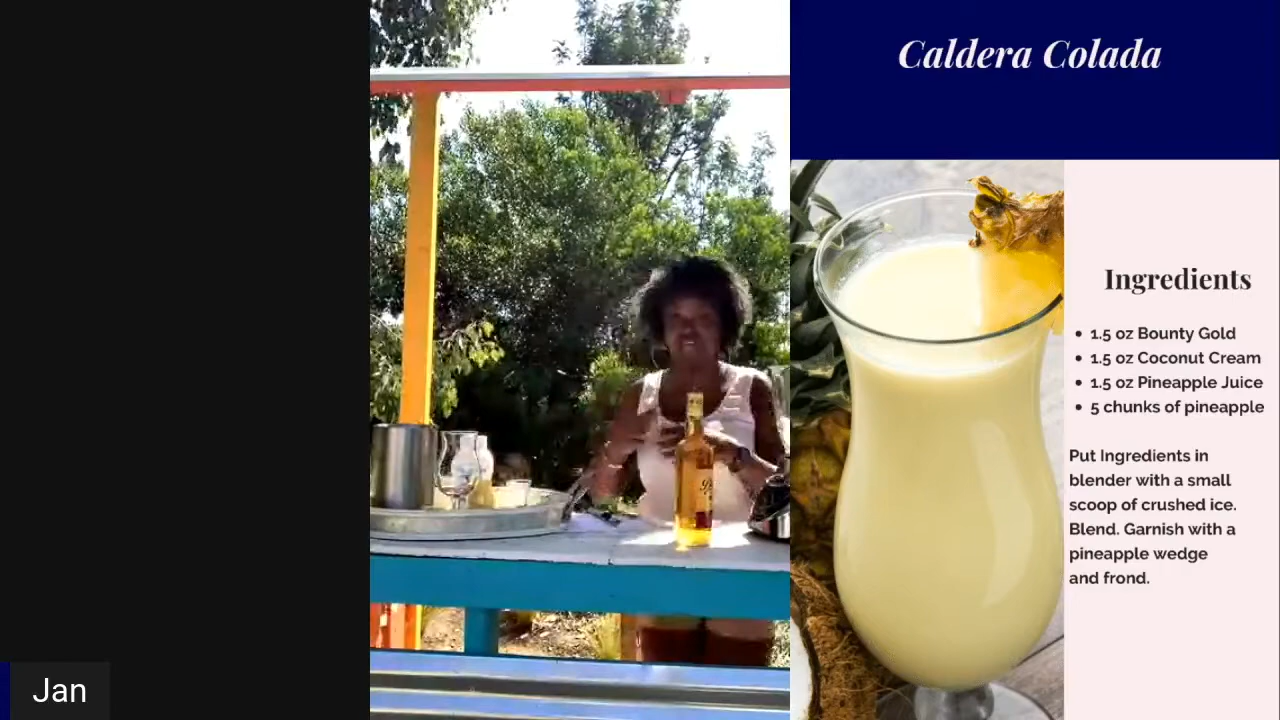 Caldera Colada
Ingredients
• 1.5 oz Bounty Gold
• 1.5 oz Coconut Cream
• 1.5 oz Pineapple Juice
• 5 chunks of pineapple
Put Ingredients in
blender with a small
scoop of crushed ice.
Blend. Garnish with a
pineapple wedge
and frond.
Jan